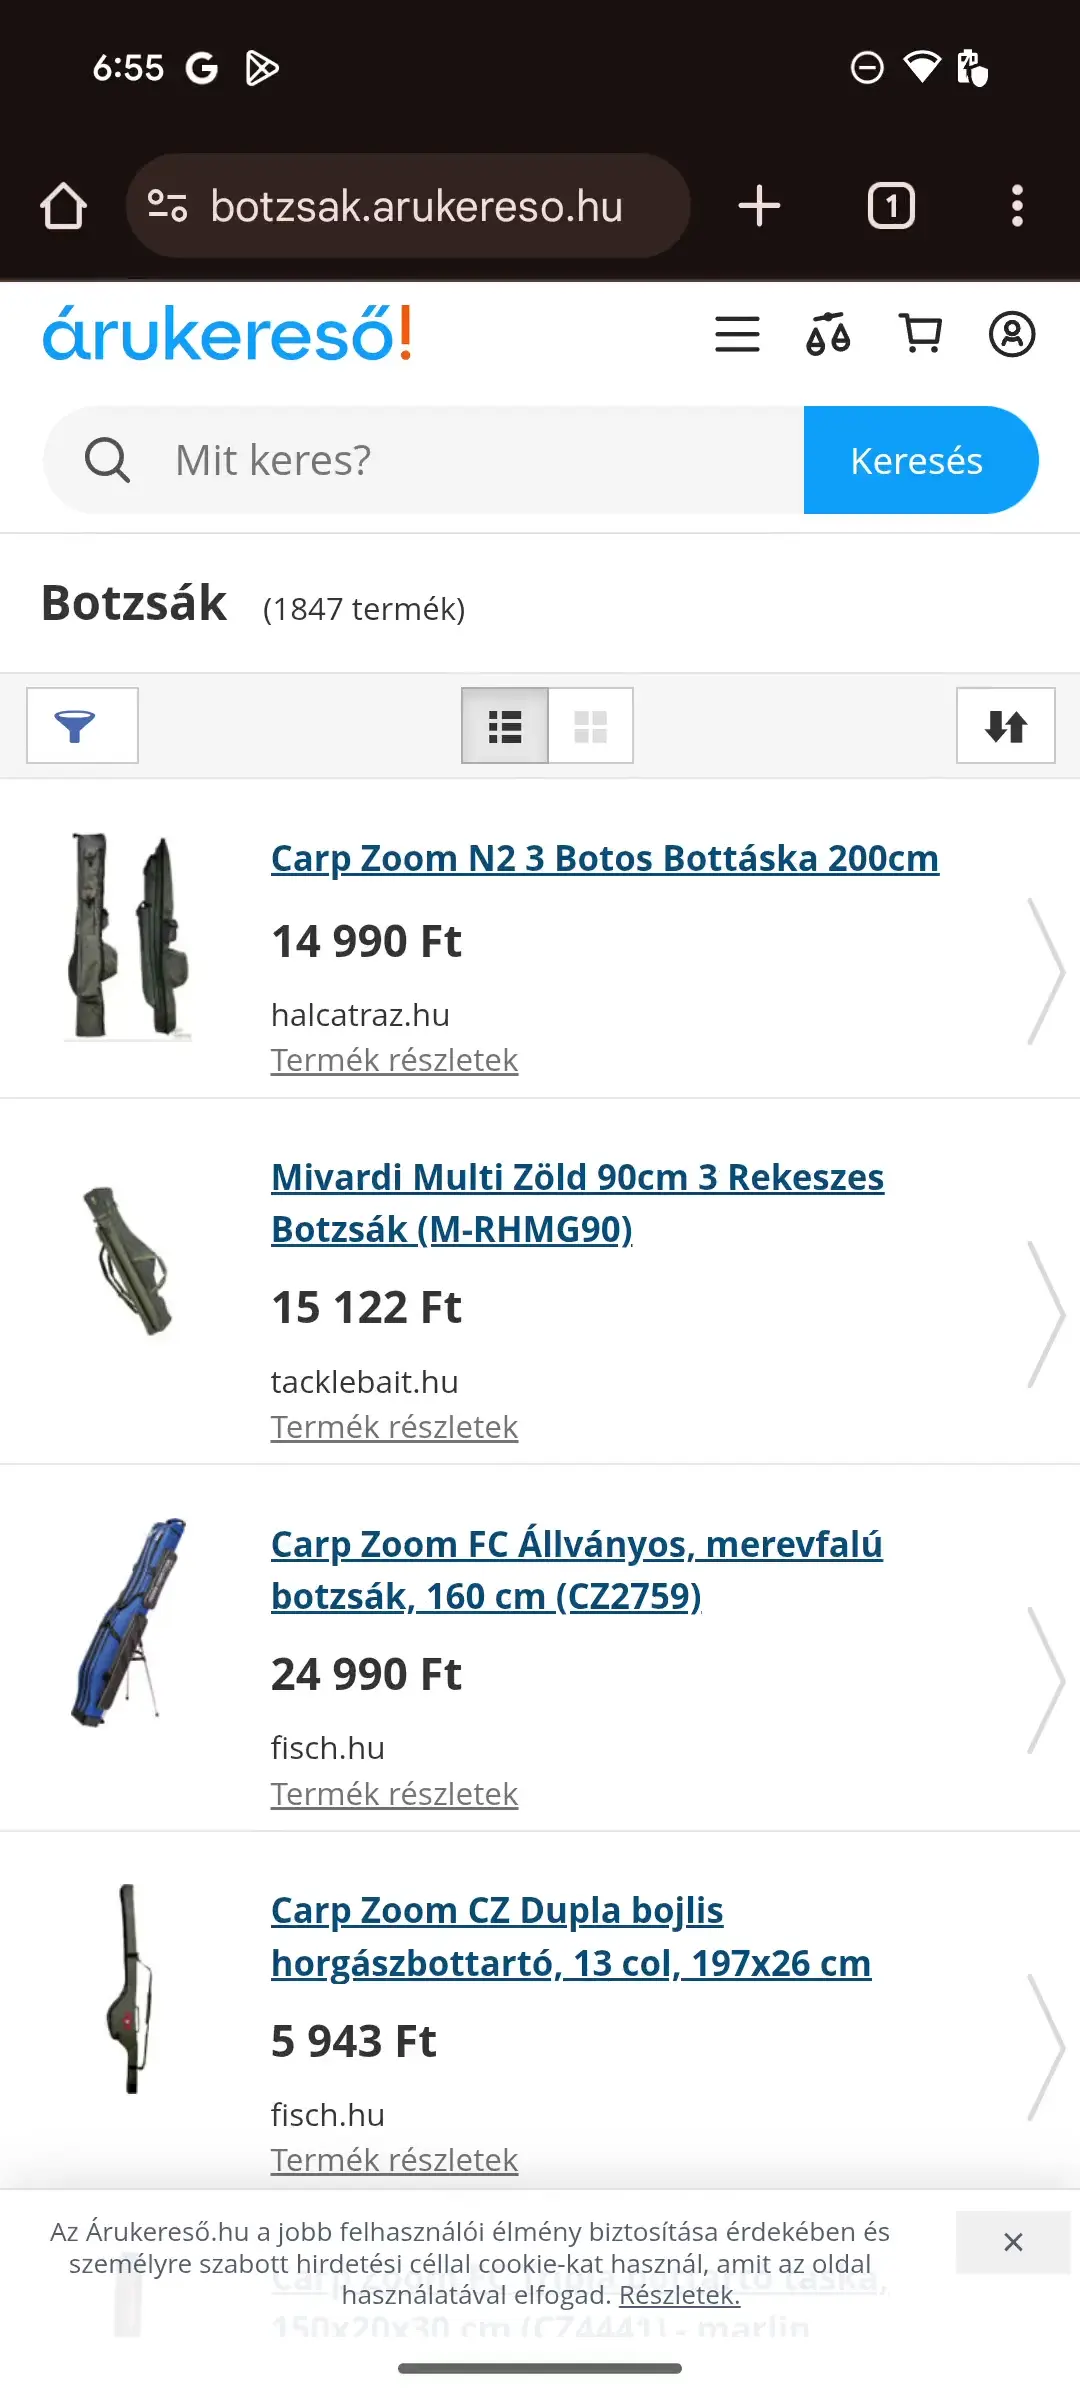 6:55
botzsak.arukereso.hu
1
árukereső!
Mit keres?
Keresés
Botzsák (1847 termék)
Carp Zoom N2 3 Botos Bottáska 200cm
14 990 Ft
halcatraz.hu
Termék részletek
Mivardi Multi Zöld 90cm 3 Rekeszes
Botzsák (M-RHMG90)
15 122 Ft
tacklebait.hu
Termék részletek
Carp Zoom FC Állványos, merevfalú
botzsák, 160 cm (CZ2759)
24 990 Ft
fisch.hu
Termék részletek
Carp Zoom CZ Dupla bojlis
horgászbottartó, 13 col, 197x26 cm
5 943 Ft
fisch.hu
Termék részletek
Az Árukereső.hu a jobb felhasználói élmény biztosítása érdekében és
személyre szabott hirdetési céllal cookie-kat használ, amit az oldal
használatával elfogad. Részletek.
150x20x30 cm (CZ4441) - marlin